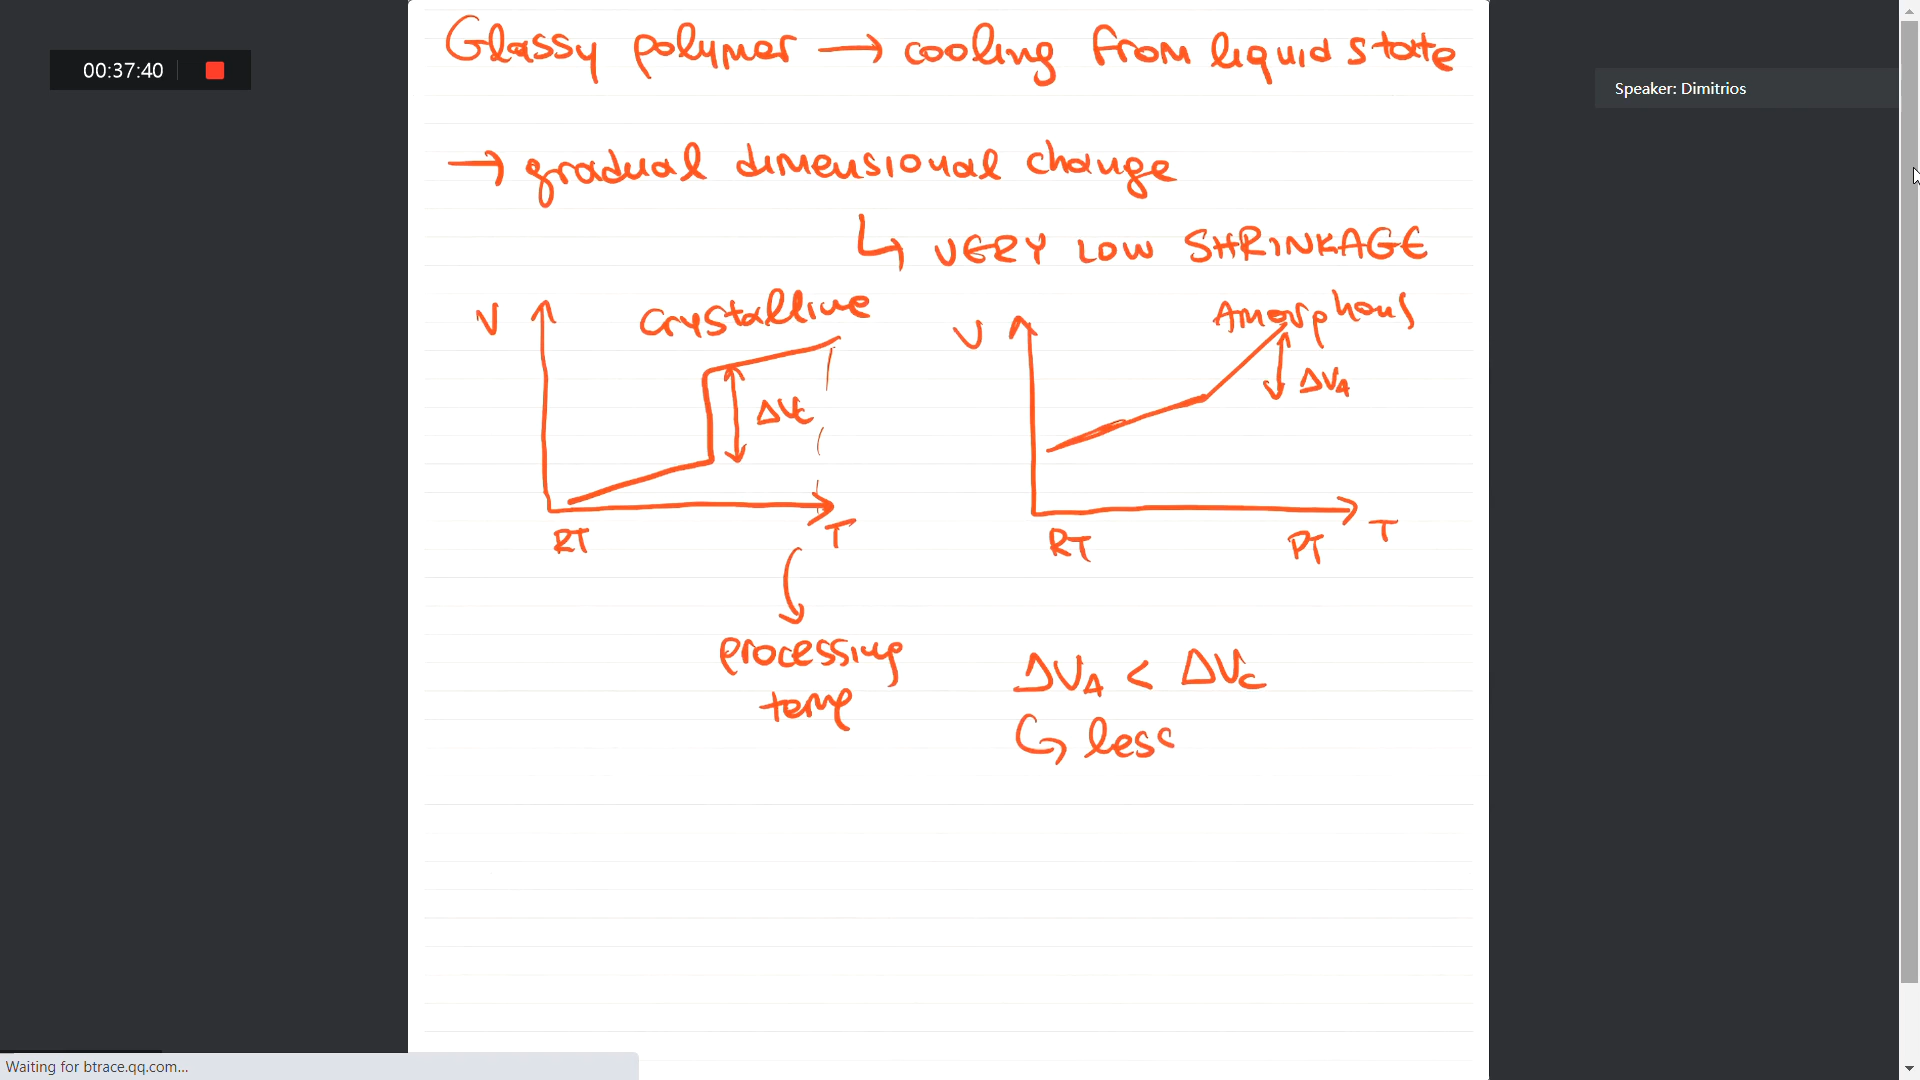 Glassy polymer → cooling from liquid state
00:37:40
Speaker: Dimitrios
→ gradual dimensional change
↳ VERY LOW SHRINKAGE
V Crystalline
V Amorphous
ΔVc
ΔVA
RT T
RT PT T
processing
temp
ΔVA < ΔVc
↳ less
Waiting for btrace.qq.com...